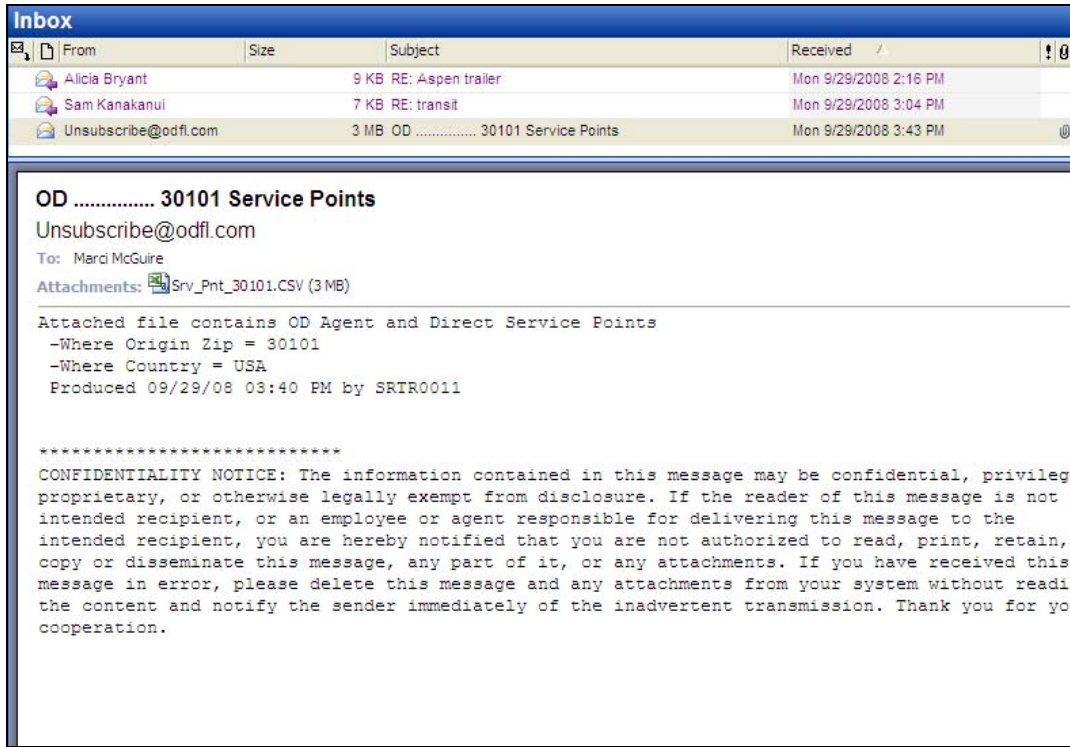 Inbox
From Size Subject Received
Alicia Bryant 9 KB RE: Aspen trailer Mon 9/29/2008 2:16 PM
Sam Kanakanui 7 KB RE: transit Mon 9/29/2008 3:04 PM
Unsubscribe@odfl.com 3 MB OD ............... 30101 Service Points Mon 9/29/2008 3:43 PM
OD ............... 30101 Service Points
Unsubscribe@odfl.com
To: Marci McGuire
Attachments: Srv_Pnt_30101.CSV (3 MB)
Attached file contains OD Agent and Direct Service Points
-Where Origin Zip = 30101
-Where Country = USA
Produced 09/29/08 03:40 PM by SRTR0011
****************************
CONFIDENTIALITY NOTICE: The information contained in this message may be confidential, privileg
proprietary, or otherwise legally exempt from disclosure. If the reader of this message is not
intended recipient, or an employee or agent responsible for delivering this message to the
intended recipient, you are hereby notified that you are not authorized to read, print, retain,
copy or disseminate this message, any part of it, or any attachments. If you have received this
message in error, please delete this message and any attachments from your system without readi
the content and notify the sender immediately of the inadvertent transmission. Thank you for yo
cooperation.